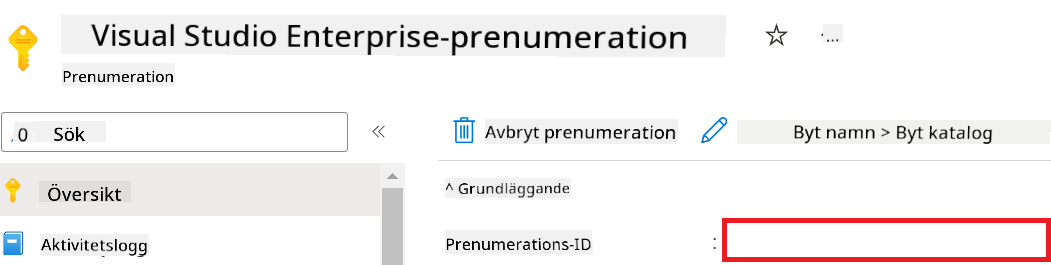 Visual Studio Enterprise-prenumeration
...
Prenumeration
0 Sök
«
Avbryt prenumeration
Byt namn > Byt katalog
Översikt
^ Grundläggande
Aktivitetslogg
Prenumerations-ID :